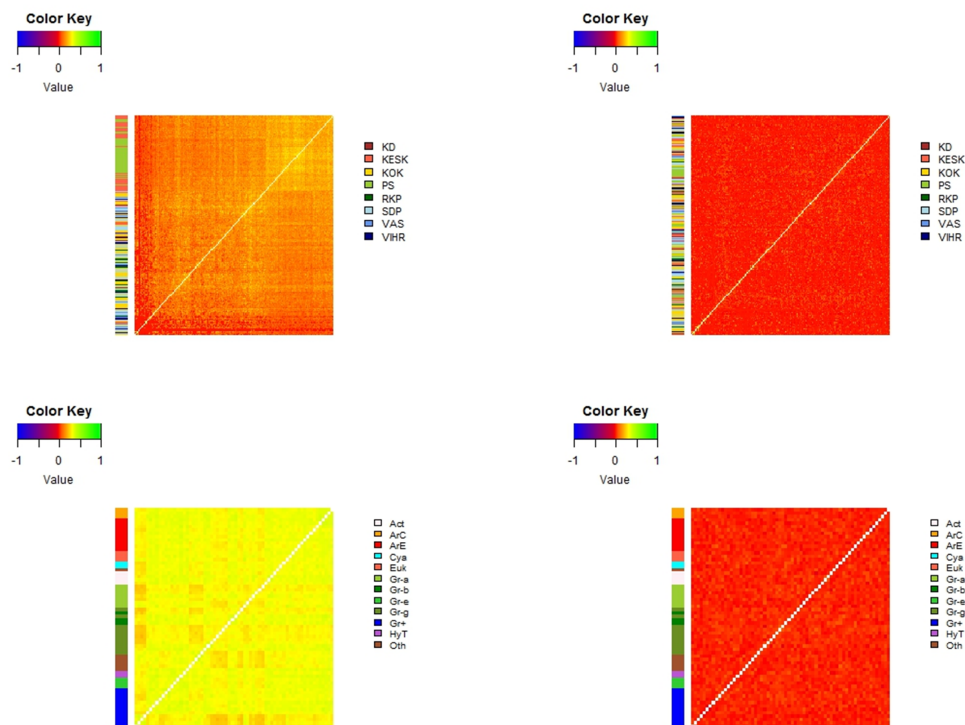 Color Key
-1 0 1
Value
KD
KESK
KOK
PS
RKP
SDP
VAS
VIHR
Color Key
-1 0 1
Value
KD
KESK
KOK
PS
RKP
SDP
VAS
VIHR
Color Key
-1 0 1
Value
Act
ArC
ArE
Cya
Euk
Gr-a
Gr-b
Gr-e
Gr-g
Gr+
HyT
Oth
Color Key
-1 0 1
Value
Act
ArC
ArE
Cya
Euk
Gr-a
Gr-b
Gr-e
Gr-g
Gr+
HyT
Oth